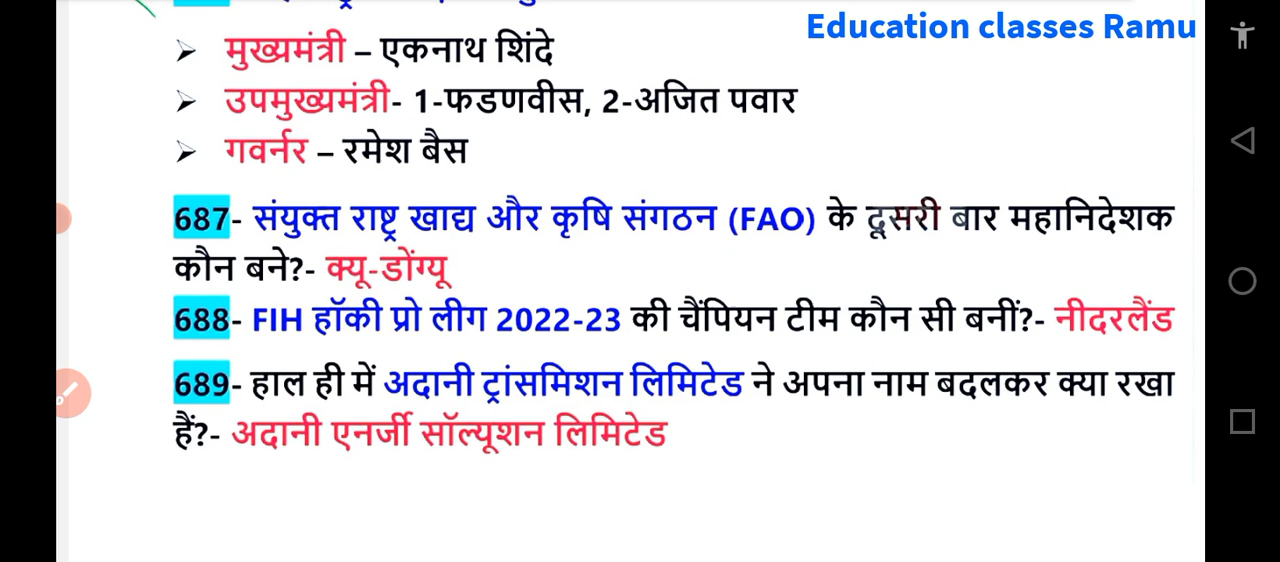 Education classes Ramu
➢ मुख्यमंत्री – एकनाथ शिंदे
➢ उपमुख्यमंत्री- 1-फडणवीस, 2-अजित पवार
➢ गवर्नर – रमेश बैस
687- संयुक्त राष्ट्र खाद्य और कृषि संगठन (FAO) के दूसरी बार महानिदेशक
कौन बने?- क्यू-डोंग्यू
688- FIH हॉकी प्रो लीग 2022-23 की चैंपियन टीम कौन सी बनीं?- नीदरलैंड
689- हाल ही में अदानी ट्रांसमिशन लिमिटेड ने अपना नाम बदलकर क्या रखा
हैं?- अदानी एनर्जी सॉल्यूशन लिमिटेड